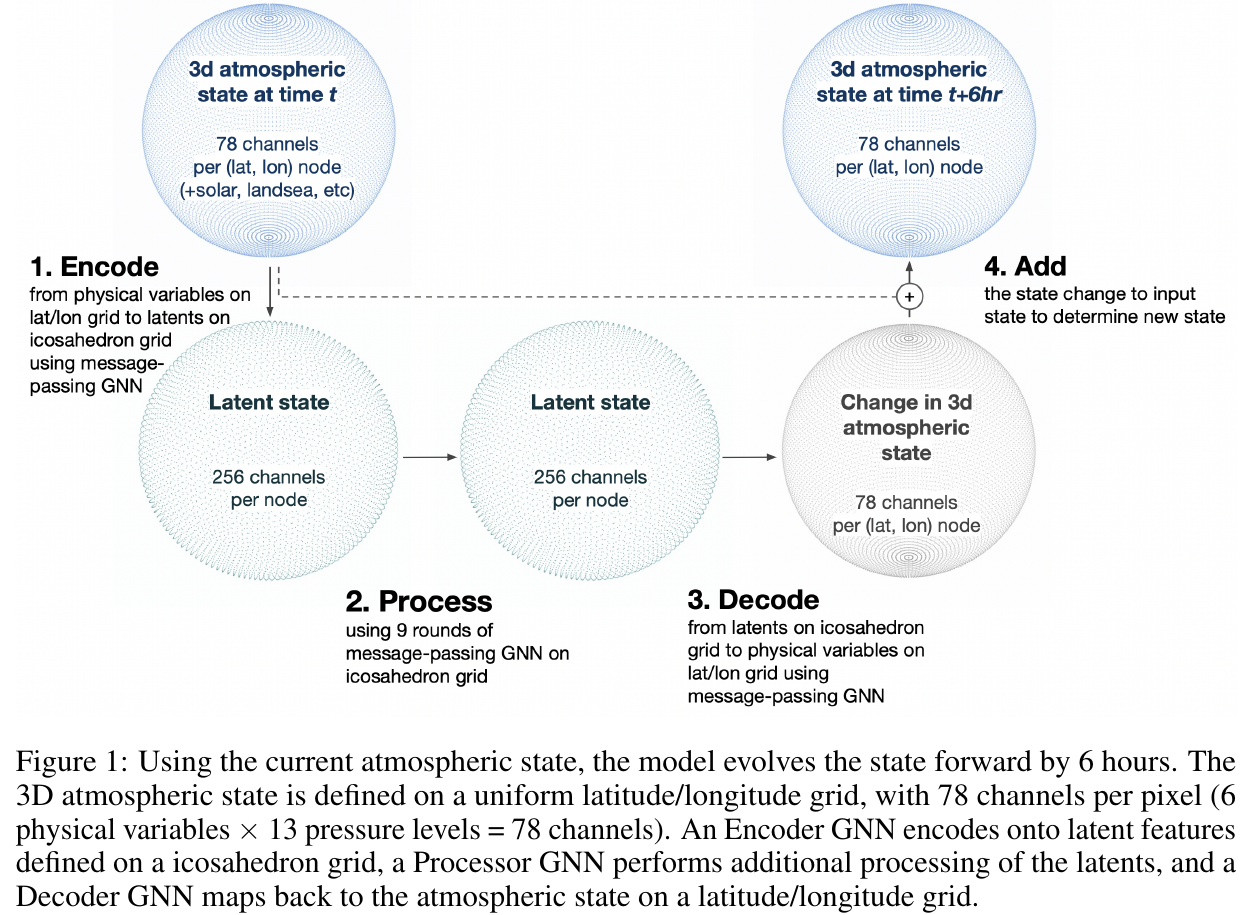 3d atmospheric
state at time t
78 channels
per (lat, lon) node
(+solar, landsea, etc)
3d atmospheric
state at time t+6hr
78 channels
per (lat, lon) node
1. Encode
from physical variables on
lat/lon grid to latents on
icosahedron grid
using message-
passing GNN
4. Add
the state change to input
state to determine new state
+
Latent state
256 channels
per node
Latent state
256 channels
per node
Change in 3d
atmospheric
state
78 channels
per (lat, lon) node
2. Process
using 9 rounds of
message-passing GNN on
icosahedron grid
3. Decode
from latents on icosahedron
grid to physical variables on
lat/lon grid using
message-passing GNN
Figure 1: Using the current atmospheric state, the model evolves the state forward by 6 hours. The
3D atmospheric state is defined on a uniform latitude/longitude grid, with 78 channels per pixel (6
physical variables × 13 pressure levels = 78 channels). An Encoder GNN encodes onto latent features
defined on a icosahedron grid, a Processor GNN performs additional processing of the latents, and a
Decoder GNN maps back to the atmospheric state on a latitude/longitude grid.